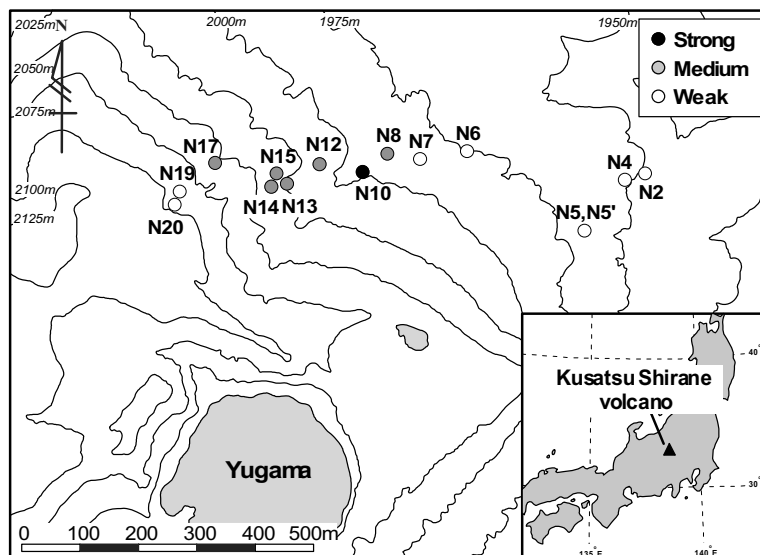 2025m
N
2000m
1975m
1950m
Strong
Medium
Weak
2050m
2075m
N17
N15
N12
N8
N7
N6
N4
N2
N19
N10
2100m
N14
N13
N5,N5'
2125m
N20
Kusatsu Shirane
volcano
40°
30°
135°
140°
Yugama
0 100 200 300 400 500m